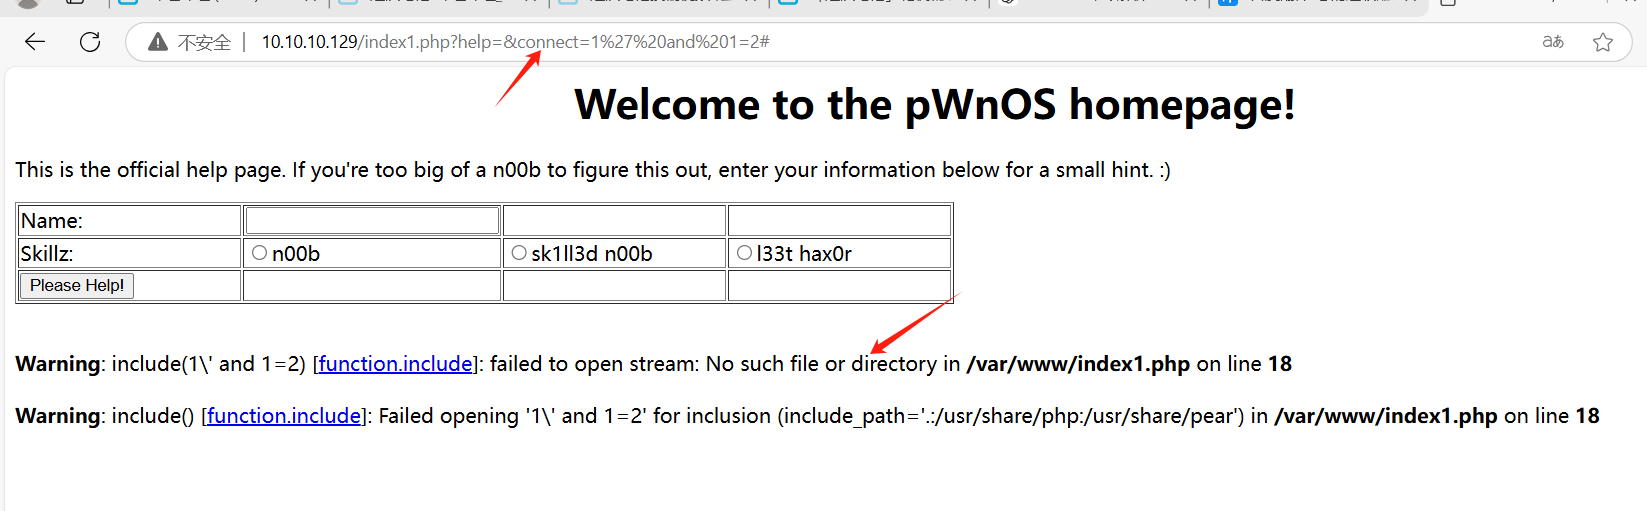 不安全 | 10.10.10.129/index1.php?help=&connect=1%27%20and%201=2#
Welcome to the pWnOS homepage!
This is the official help page. If you're too big of a n00b to figure this out, enter your information below for a small hint. :)
Name:
Skillz: n00b sk1ll3d n00b l33t hax0r
Please Help!
Warning: include(1\' and 1=2) [function.include]: failed to open stream: No such file or directory in /var/www/index1.php on line 18
Warning: include() [function.include]: Failed opening '1\' and 1=2' for inclusion (include_path='.:/usr/share/php:/usr/share/pear') in /var/www/index1.php on line 18